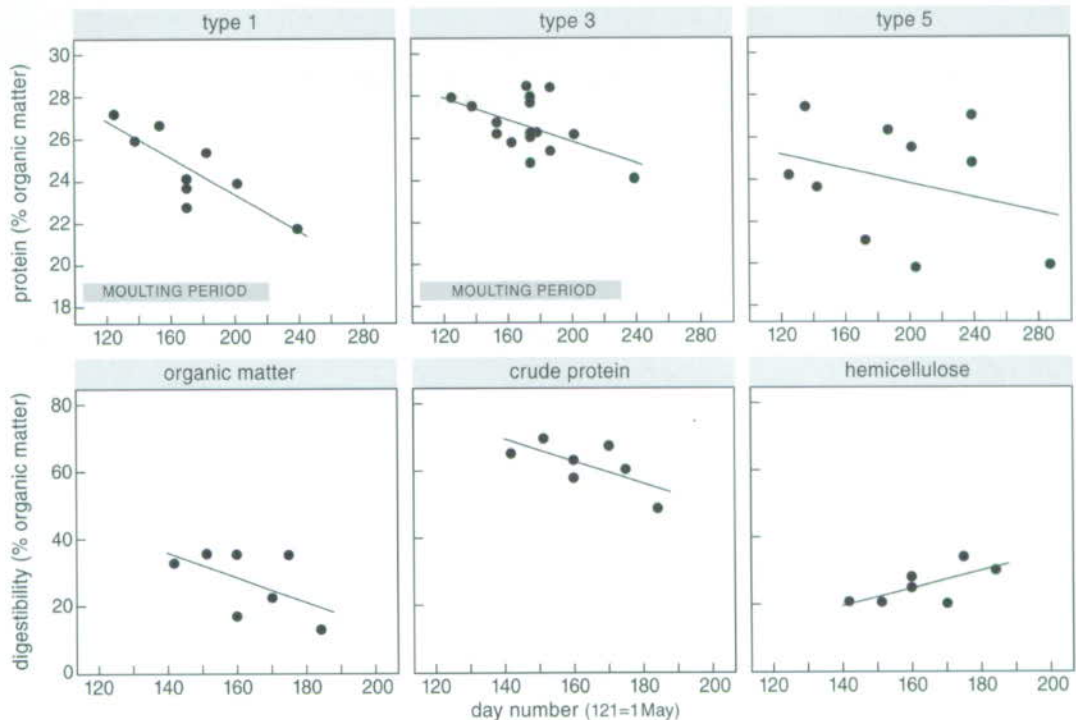 type 1
type 3
type 5
protein (% organic matter)
30
28
26
24
22
20
18
MOULTING PERIOD
MOULTING PERIOD
120 160 200 240 280
120 160 200 240 280
120 160 200 240 280
organic matter
crude protein
hemicellulose
digestibility (% organic matter)
80
60
40
20
0
120 140 160 180 200
120 140 160 180 200
120 140 160 180 200
day number (121=1May)